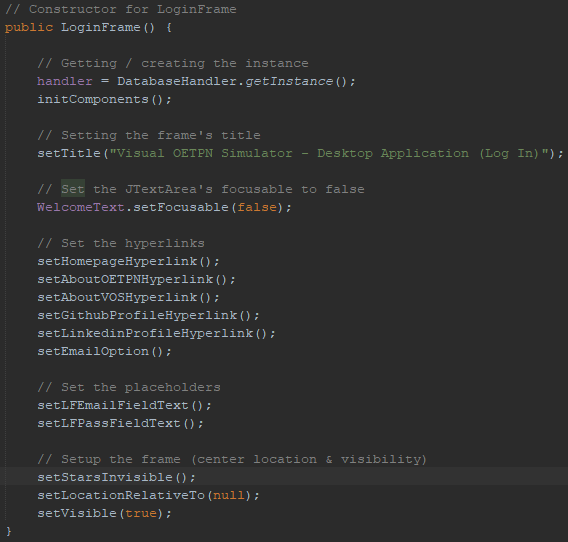 // Constructor for LoginFrame
public LoginFrame() {
// Getting / creating the instance
handler = DatabaseHandler.getInstance();
initComponents();
// Setting the frame's title
setTitle("Visual OETPN Simulator - Desktop Application (Log In)");
// Set the JTextArea's focusable to false
WelcomeText.setFocusable(false);
// Set the hyperlinks
setHomepageHyperlink();
setAboutOETPNHyperlink();
setAboutVOSHyperlink();
setGithubProfileHyperlink();
setLinkedinProfileHyperlink();
setEmailOption();
// Set the placeholders
setLFEmailFieldText();
setLFPassFieldText();
// Setup the frame (center location & visibility)
setStarsInvisible();
setLocationRelativeTo(null);
setVisible(true);
}